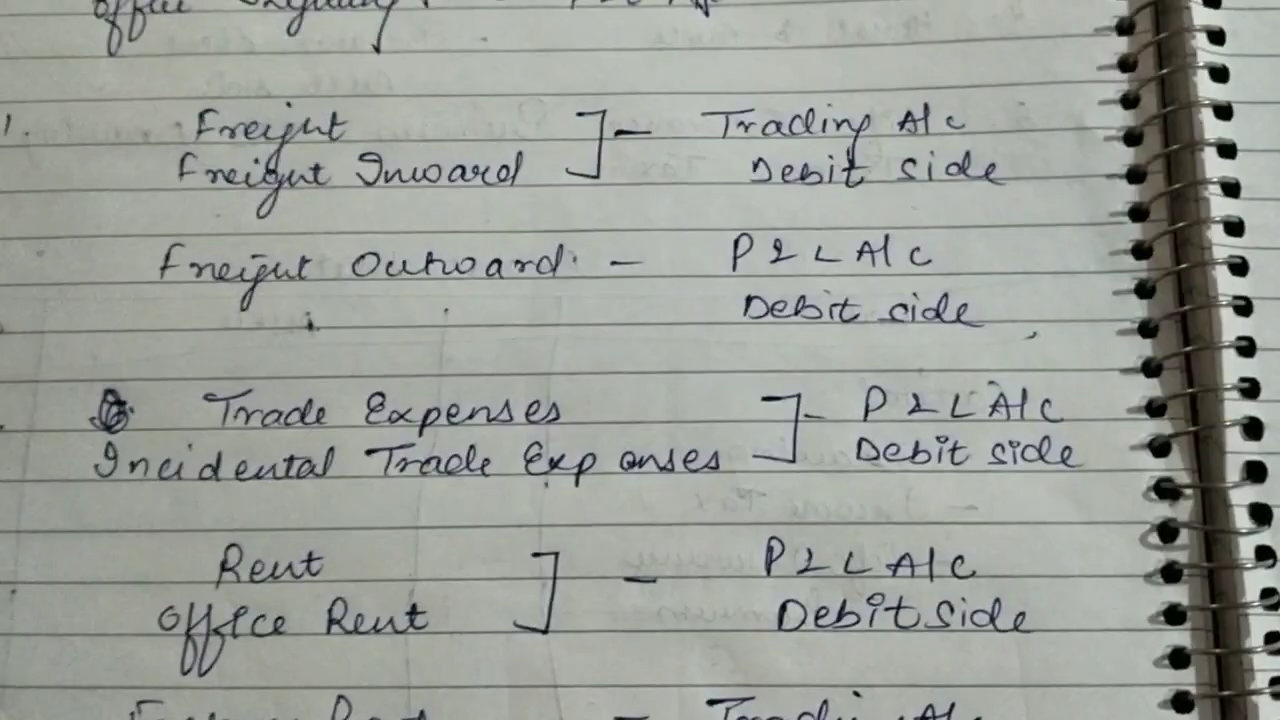 1. Freight ] - Trading A/c
Freight Inward Debit side
Freight Outward - P & L A/c
Debit side
Trade Expenses ] - P & L A/c
Incidental Trade Expenses Debit side
Rent ] - P & L A/c
Office Rent Debit side